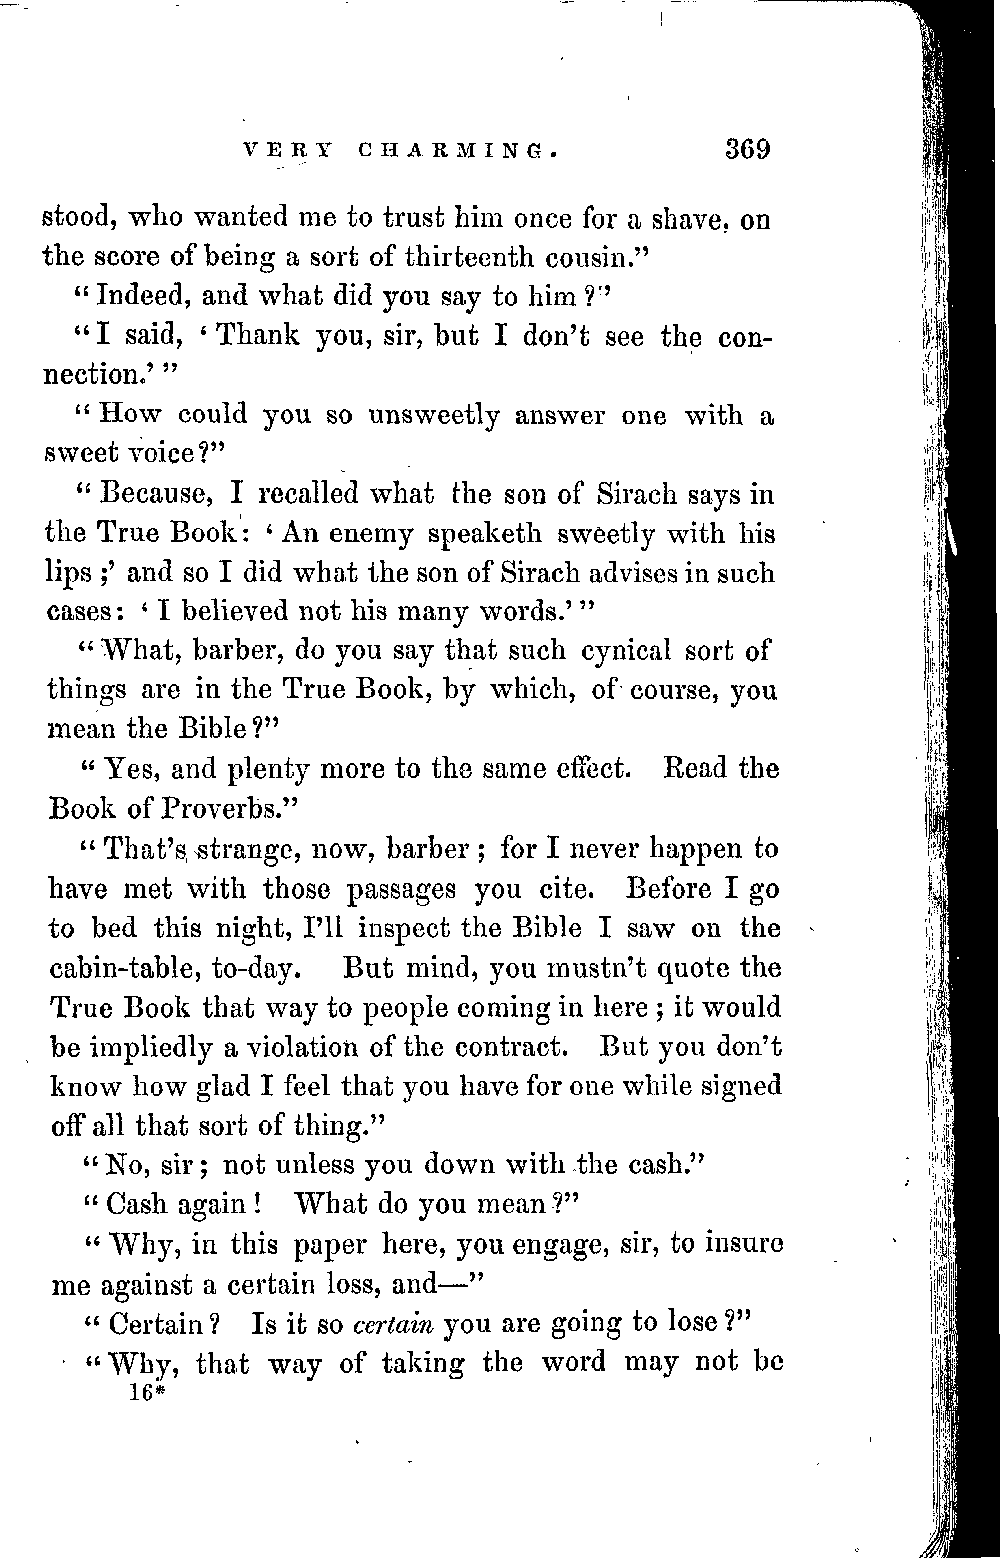 VERY CHARMING. 369
stood, who wanted me to trust him once for a shave, on
the score of being a sort of thirteenth cousin."
"Indeed, and what did you say to him?"
"I said, 'Thank you, sir, but I don't see the con-
nection.'"
"How could you so unsweetly answer one with a
sweet voice?"
"Because, I recalled what the son of Sirach says in
the True Book: 'An enemy speaketh sweetly with his
lips;' and so I did what the son of Sirach advises in such
cases: 'I believed not his many words.'"
"What, barber, do you say that such cynical sort of
things are in the True Book, by which, of course, you
mean the Bible?"
"Yes, and plenty more to the same effect. Read the
Book of Proverbs."
"That's strange, now, barber; for I never happen to
have met with those passages you cite. Before I go
to bed this night, I'll inspect the Bible I saw on the
cabin-table, to-day. But mind, you mustn't quote the
True Book that way to people coming in here; it would
be impliedly a violation of the contract. But you don't
know how glad I feel that you have for one while signed
off all that sort of thing."
"No, sir; not unless you down with the cash."
"Cash again! What do you mean?"
"Why, in this paper here, you engage, sir, to insure
me against a certain loss, and—"
"Certain? Is it so certain you are going to lose?"
"Why, that way of taking the word may not be
16*